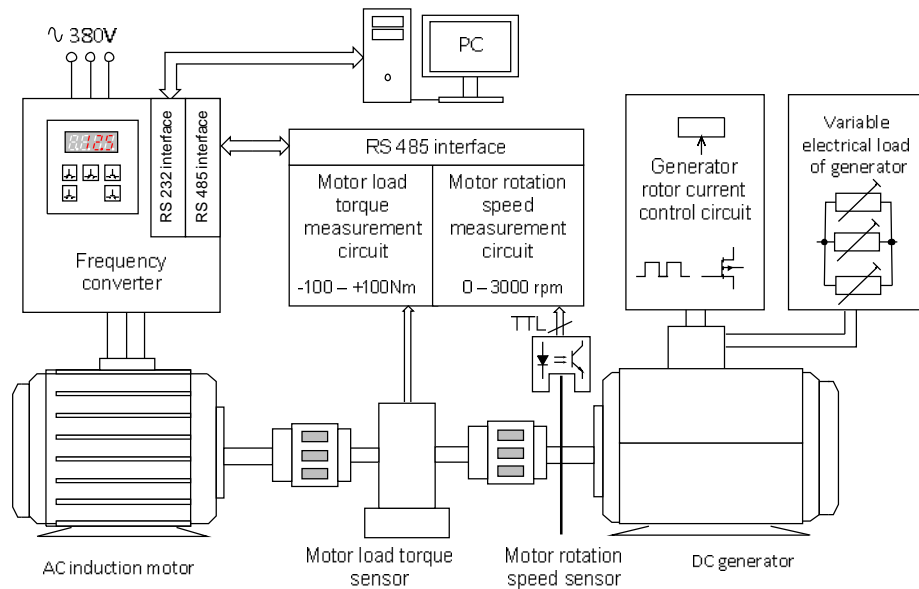 ∿ 380V
PC
12.5
RS 232 interface
RS 485 interface
Frequency
converter
RS 485 interface
Motor load
torque
measurement
circuit
-100 – +100Nm
Motor rotation
speed
measurement
circuit
0 – 3000 rpm
TTL
Generator
rotor current
control circuit
Variable
electrical load
of generator
AC induction motor
Motor load torque
sensor
Motor rotation
speed sensor
DC generator